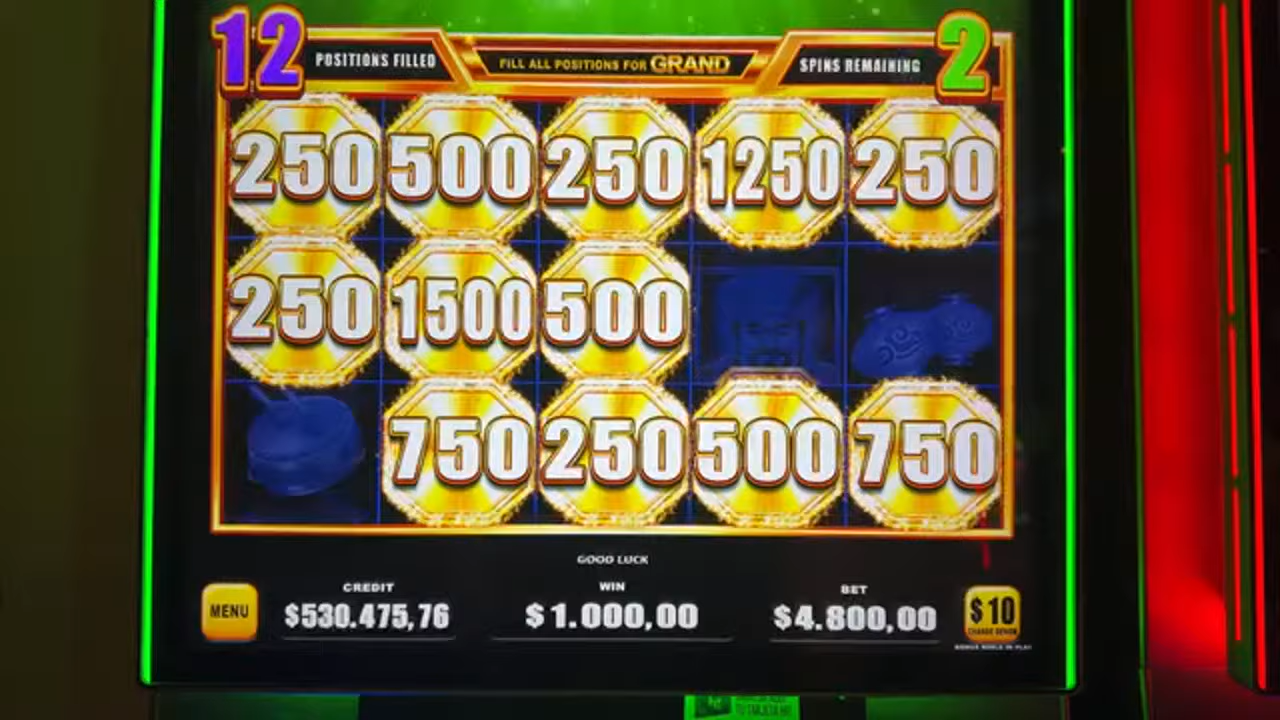 12 POSITIONS FILLED FILL ALL POSITIONS FOR GRAND SPINS REMAINING 2
250 500 250 1250 250
250 1500 500
750 250 500 750
GOOD LUCK
CREDIT WIN BET
MENU $530.475,76 $1.000,00 $4.800,00 $10
CHANGE DENOM